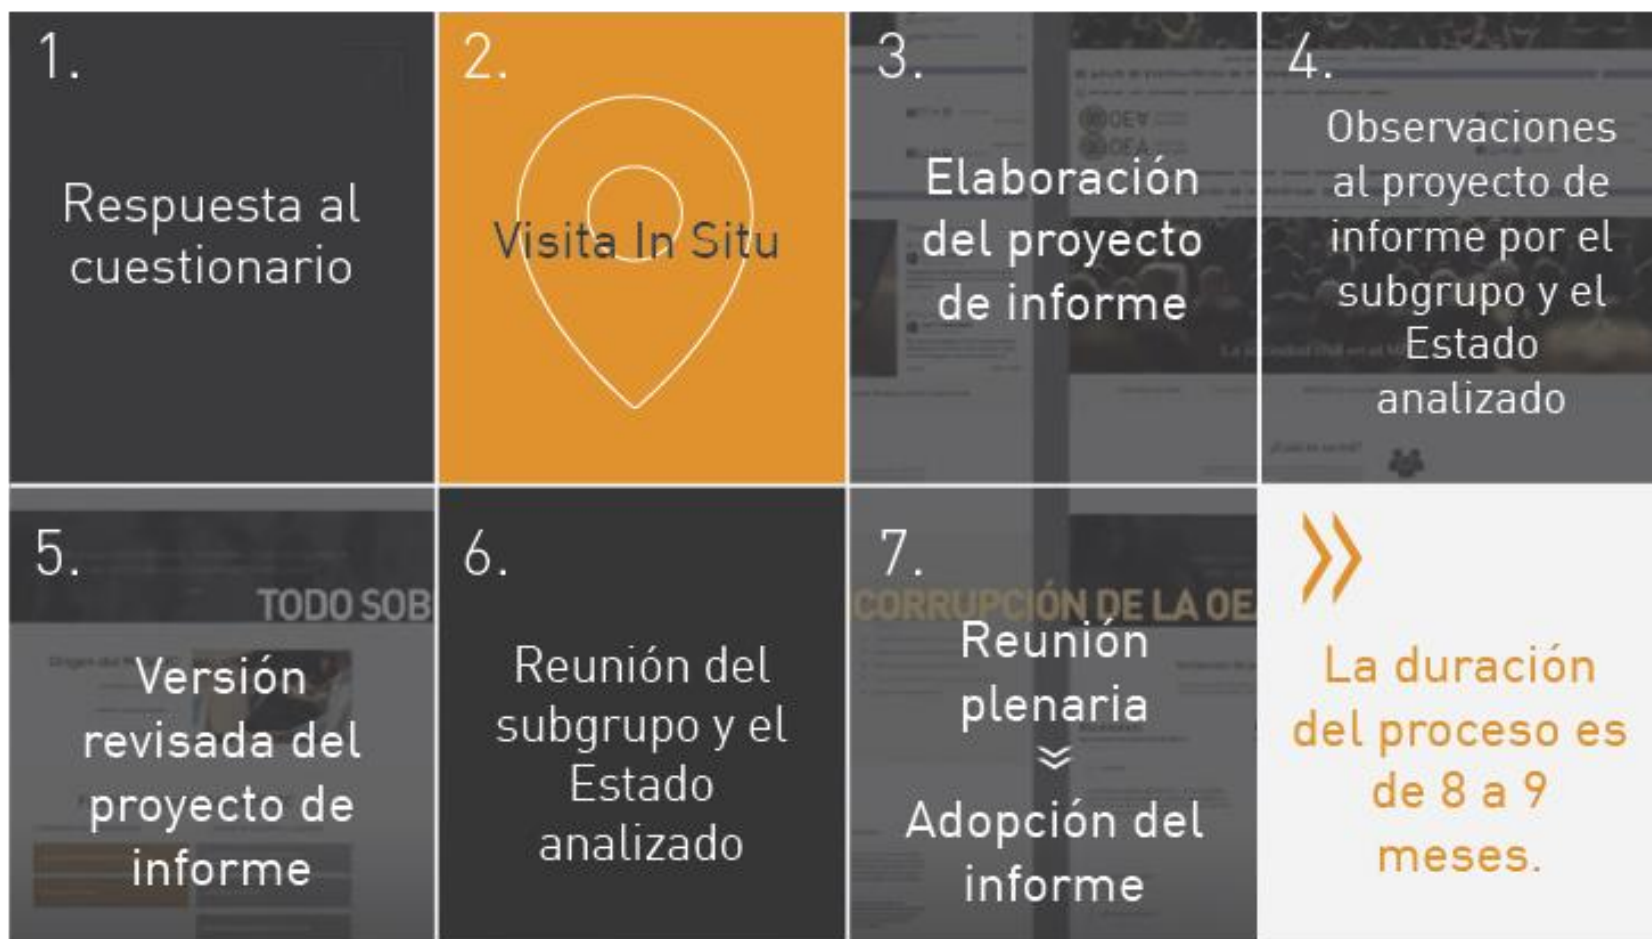 1.
Respuesta al
cuestionario
2.
Visita In Situ
3.
Elaboración
del proyecto
de informe
4.
Observaciones
al proyecto de
informe por el
subgrupo y el
Estado
analizado
OEA
OEA
5.
TODO SOB
Versión
revisada del
proyecto de
informe
6.
Reunión del
subgrupo y el
Estado
analizado
7.
CORRUPCIÓN DE LA OEA
Reunión
plenaria
Adopción del
informe
La duración
del proceso es
de 8 a 9
meses.